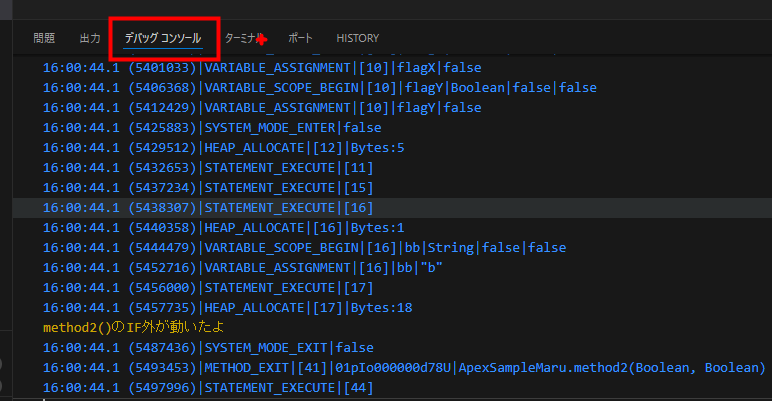 問題 出力 デバッグ コンソール ターミナル ポート HISTORY
16:00:44.1 (5401033)|VARIABLE_ASSIGNMENT|[10]|flagX|false
16:00:44.1 (5406368)|VARIABLE_SCOPE_BEGIN|[10]|flagY|Boolean|false|false
16:00:44.1 (5412429)|VARIABLE_ASSIGNMENT|[10]|flagY|false
16:00:44.1 (5425883)|SYSTEM_MODE_ENTER|false
16:00:44.1 (5429512)|HEAP_ALLOCATE|[12]|Bytes:5
16:00:44.1 (5432653)|STATEMENT_EXECUTE|[11]
16:00:44.1 (5437234)|STATEMENT_EXECUTE|[15]
16:00:44.1 (5438307)|STATEMENT_EXECUTE|[16]
16:00:44.1 (5440358)|HEAP_ALLOCATE|[16]|Bytes:1
16:00:44.1 (5444479)|VARIABLE_SCOPE_BEGIN|[16]|bb|String|false|false
16:00:44.1 (5452716)|VARIABLE_ASSIGNMENT|[16]|bb|"b"
16:00:44.1 (5456000)|STATEMENT_EXECUTE|[17]
16:00:44.1 (5457735)|HEAP_ALLOCATE|[17]|Bytes:18
method2()のIF外が動いたよ
16:00:44.1 (5487436)|SYSTEM_MODE_EXIT|false
16:00:44.1 (5493453)|METHOD_EXIT|[41]|01pIo000000d78U|ApexSampleMaru.method2(Boolean, Boolean)
16:00:44.1 (5497996)|STATEMENT_EXECUTE|[44]